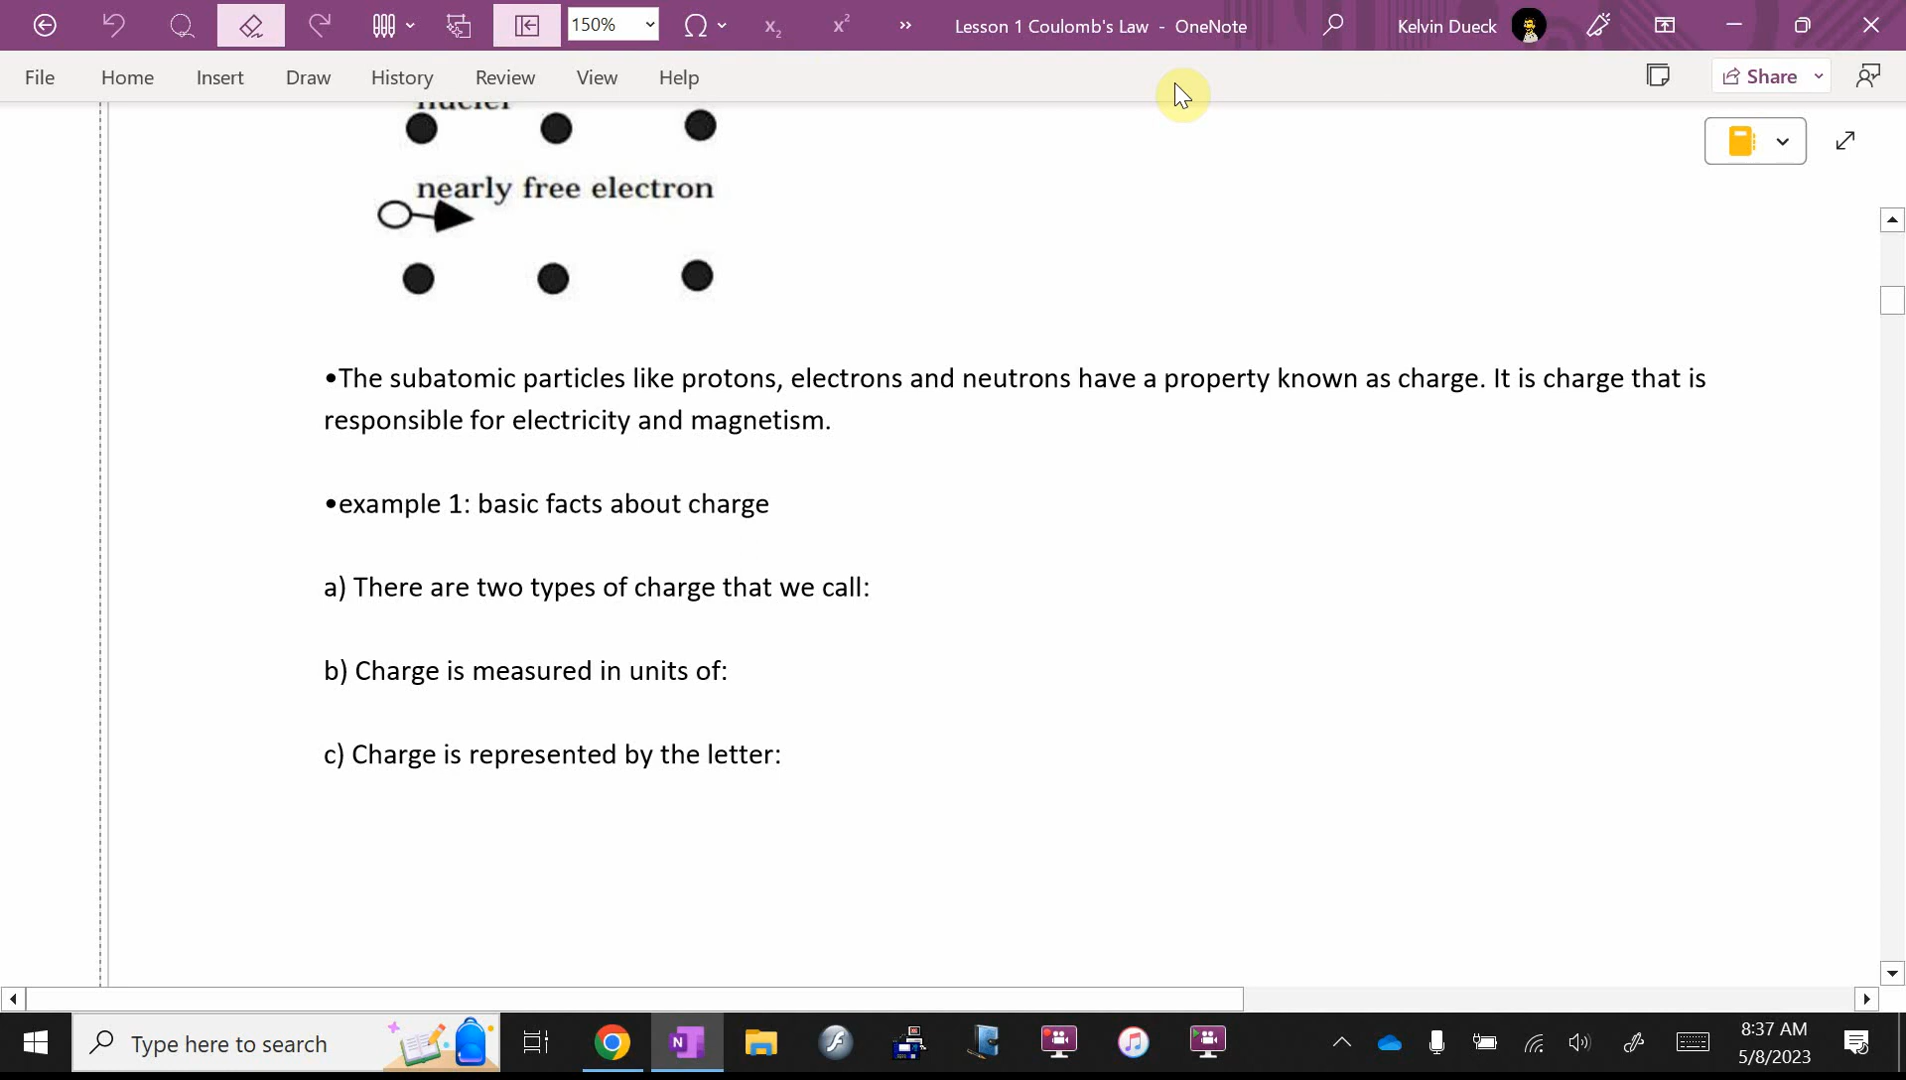 150%
Lesson 1 Coulomb's Law - OneNote
Kelvin Dueck
File Home Insert Draw History Review View Help
Share
nuclei
nearly free electron
•The subatomic particles like protons, electrons and neutrons have a property known as charge. It is charge that is
responsible for electricity and magnetism.
•example 1: basic facts about charge
a) There are two types of charge that we call:
b) Charge is measured in units of:
c) Charge is represented by the letter:
Type here to search
8:37 AM
5/8/2023